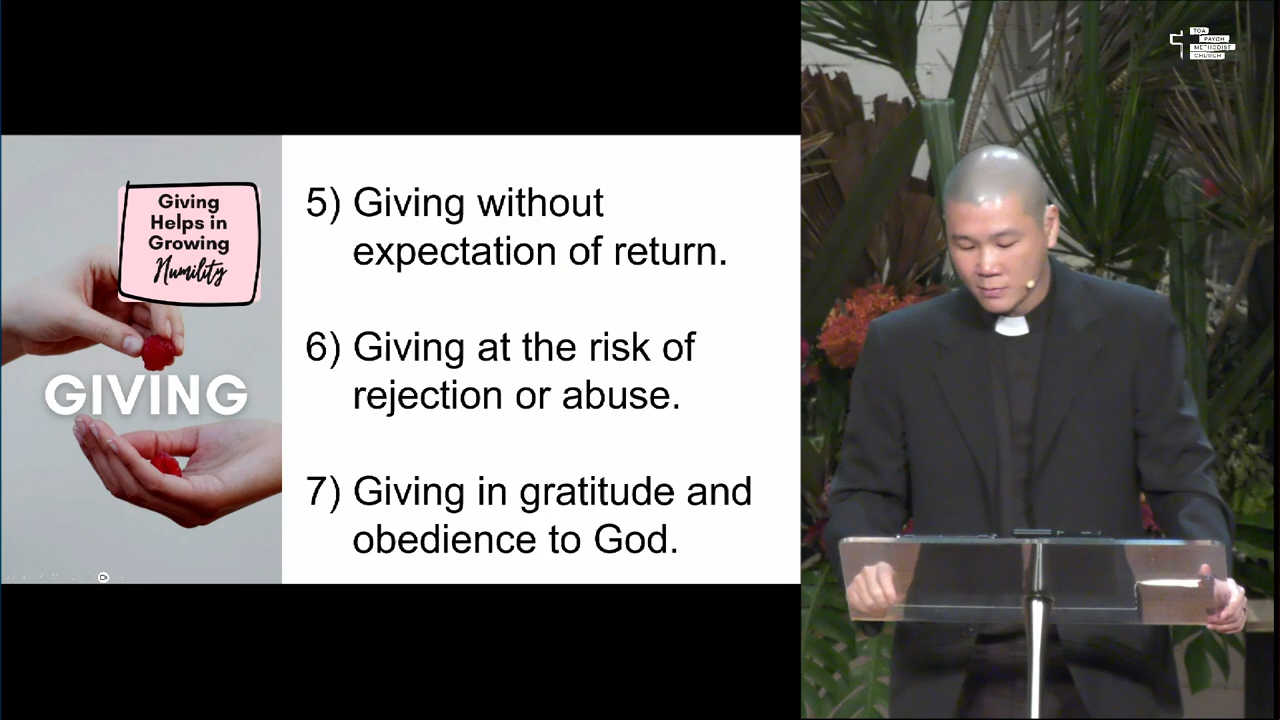 Giving
Helps in
Growing
Humility
GIVING
5) Giving without
expectation of return.
6) Giving at the risk of
rejection or abuse.
7) Giving in gratitude and
obedience to God.
TOA
PAYOH
METHODIST
CHURCH